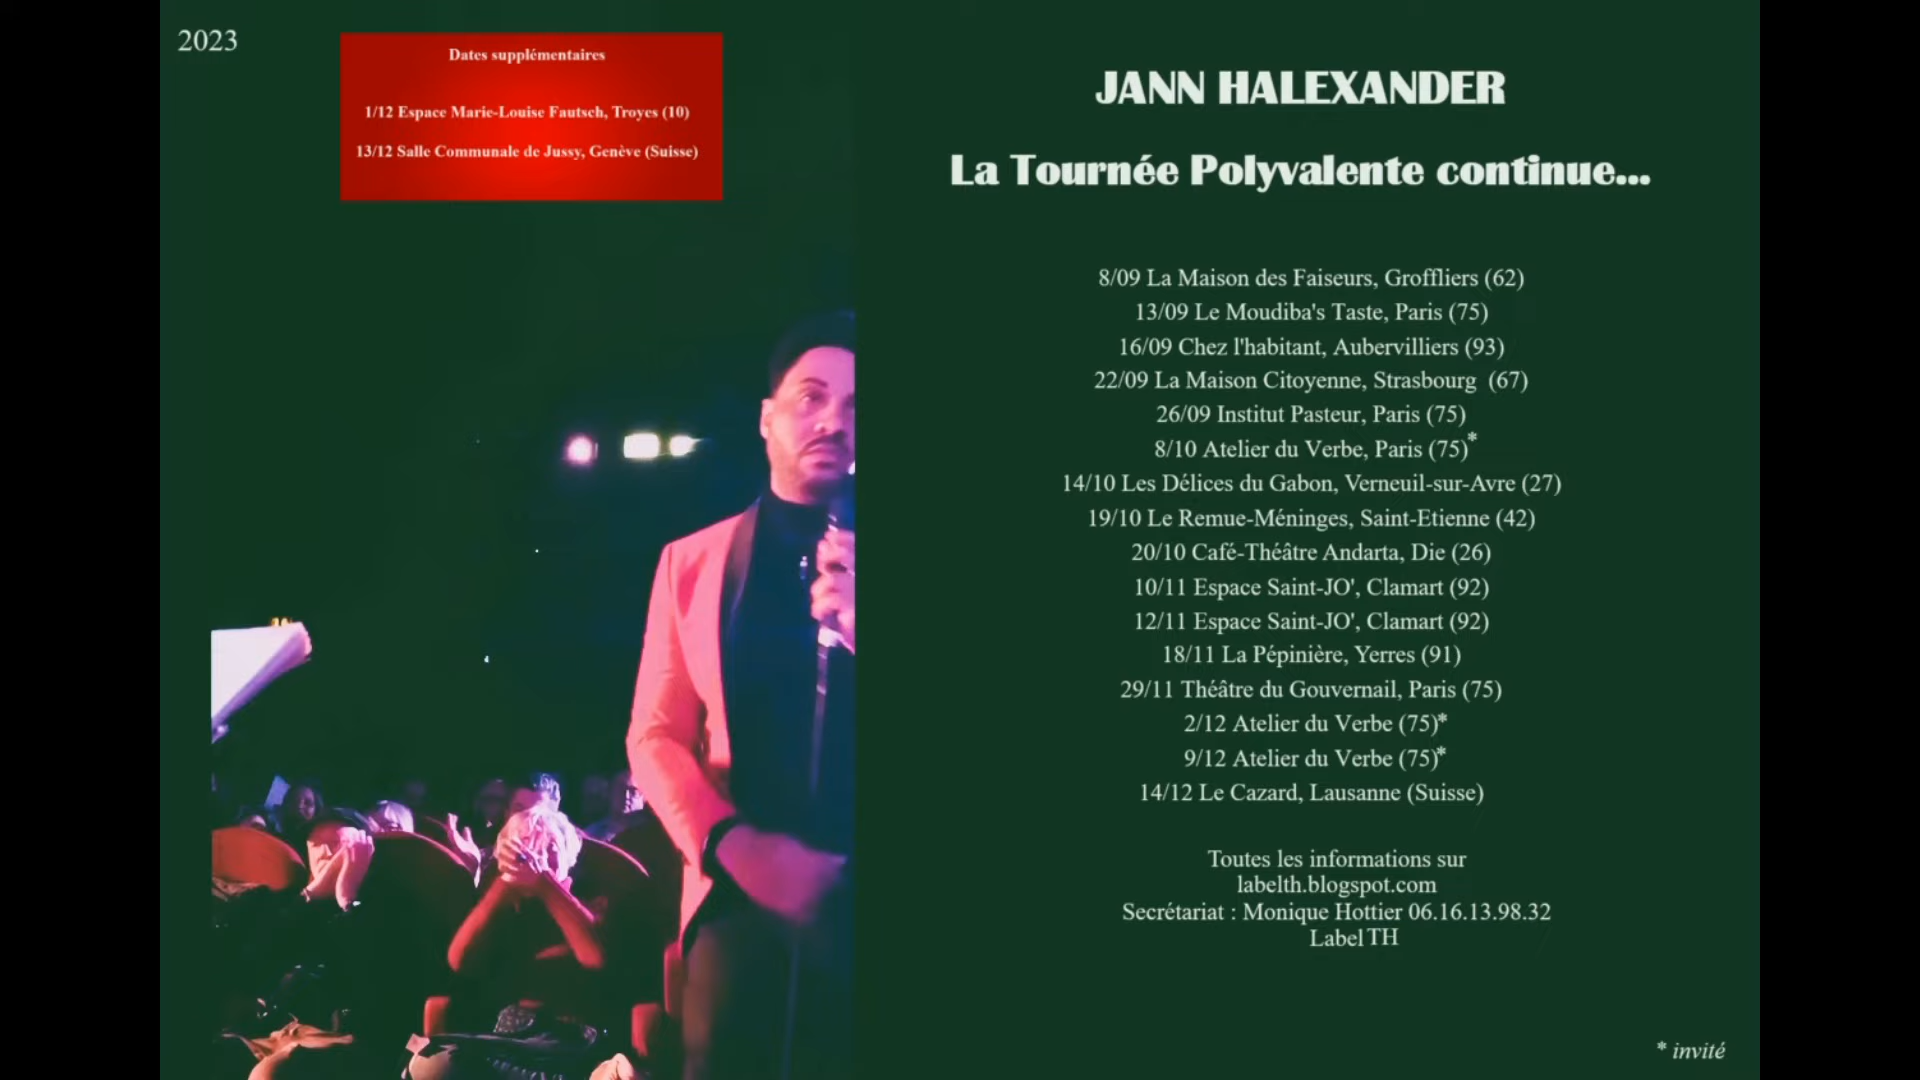 2023
Dates supplémentaires
1/12 Espace Marie-Louise Fautsch, Troyes (10)
13/12 Salle Communale de Jussy, Genève (Suisse)
JANN HALEXANDER
La Tournée Polyvalente continue...
8/09 La Maison des Faiseurs, Groffliers (62)
13/09 Le Moudiba's Taste, Paris (75)
16/09 Chez l'habitant, Aubervilliers (93)
22/09 La Maison Citoyenne, Strasbourg (67)
26/09 Institut Pasteur, Paris (75)
8/10 Atelier du Verbe, Paris (75)*
14/10 Les Délices du Gabon, Verneuil-sur-Avre (27)
19/10 Le Remue-Méninges, Saint-Etienne (42)
20/10 Café-Théâtre Andarta, Die (26)
10/11 Espace Saint-JO', Clamart (92)
12/11 Espace Saint-JO', Clamart (92)
18/11 La Pépinière, Yerres (91)
29/11 Théâtre du Gouvernail, Paris (75)
2/12 Atelier du Verbe (75)*
9/12 Atelier du Verbe (75)*
14/12 Le Cazard, Lausanne (Suisse)
Toutes les informations sur
labelth.blogspot.com
Secrétariat : Monique Hottier 06.16.13.98.32
Label TH
* invité